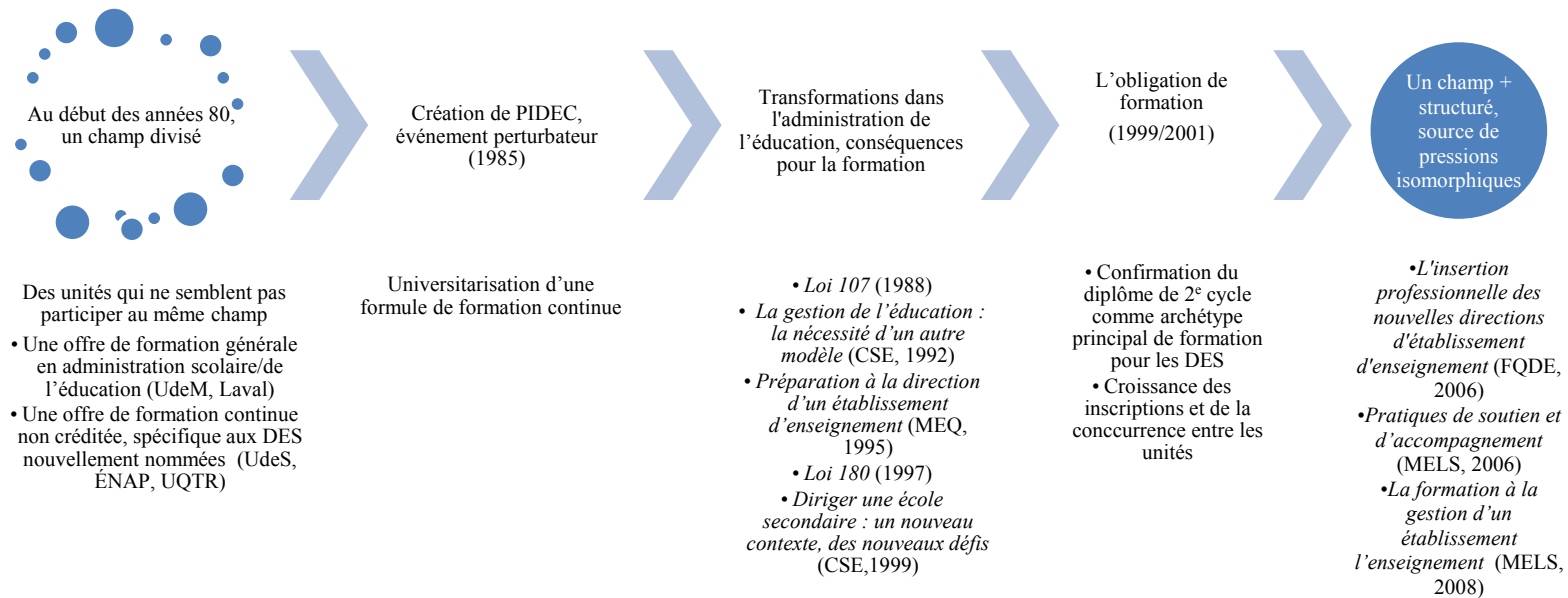 Au début des années 80,
un champ divisé
Des unités qui ne semblent pas
participer au même champ
• Une offre de formation générale
en administration scolaire/de
l’éducation (UdeM, Laval)
• Une offre de formation continue
non créditée, spécifique aux DES
nouvellement nommées (UdeS,
ÉNAP, UQTR)
Création de PIDEC,
événement perturbateur
(1985)
Universitarisation d’une
formule de formation continue
Transformations dans
l'administration de
l’éducation, conséquences
pour la formation
• Loi 107 (1988)
• La gestion de l’éducation :
la nécessité d’un autre
modèle (CSE, 1992)
• Préparation à la direction
d’un établissement
d’enseignement (MEQ,
1995)
• Loi 180 (1997)
• Diriger une école
secondaire : un nouveau
contexte, des nouveaux défis
(CSE,1999)
L’obligation de
formation
(1999/2001)
• Confirmation du
diplôme de 2e cycle
comme archétype
principal de formation
pour les DES
• Croissance des
inscriptions et de la
conccurrence entre les
unités
Un champ +
structuré,
source de
pressions
isomorphiques
•L'insertion
professionnelle des
nouvelles directions
d'établissement
d'enseignement (FQDE,
2006)
•Pratiques de soutien et
d’accompagnement
(MELS, 2006)
•La formation à la
gestion d’un
établissement
l’enseignement (MELS,
2008)